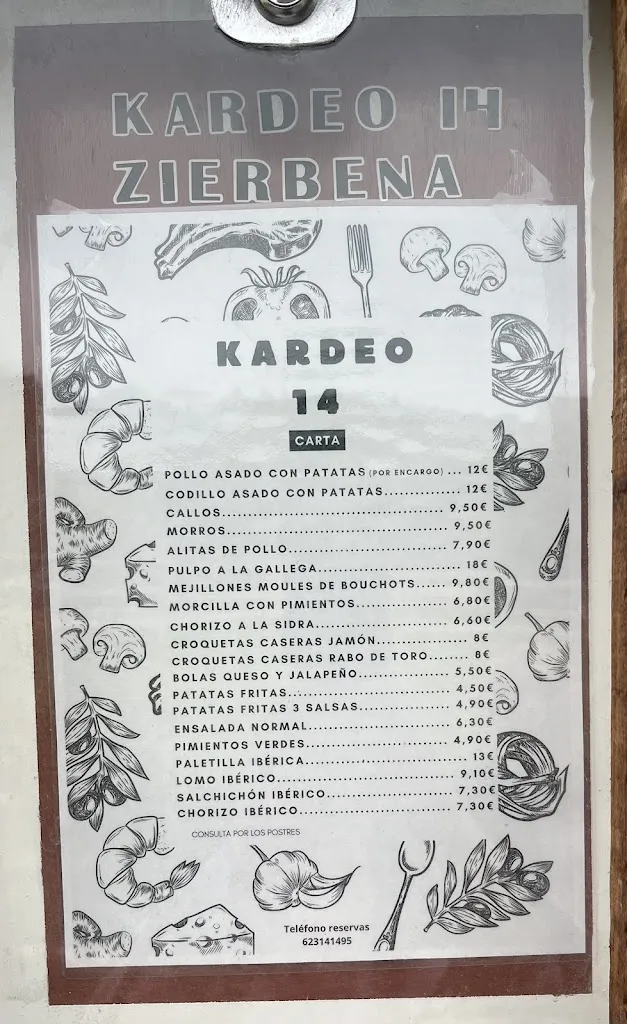 KARDEO 14
ZIERBENA
KARDEO
14
CARTA
POLLO ASADO CON PATATAS (POR ENCARGO) ... 12€
CODILLO ASADO CON PATATAS............. 12€
CALLOS...................................... 9,50€
MORROS..................................... 9,50€
ALITAS DE POLLO........................... 7,90€
PULPO A LA GALLEGA........................ 18€
MEJILLONES MOULES DE BOUCHOTS...... 9,80€
MORCILLA CON PIMIENTOS................ 6,80€
CHORIZO A LA SIDRA....................... 6,60€
CROQUETAS CASERAS JAMÓN................ 8€
CROQUETAS CASERAS RABO DE TORO........ 8€
BOLAS QUESO Y JALAPEÑO................ 5,50€
PATATAS FRITAS........................... 4,50€
PATATAS FRITAS 3 SALSAS................ 4,90€
ENSALADA NORMAL........................ 6,30€
PIMIENTOS VERDES........................ 4,90€
PALETILLA IBÉRICA......................... 13€
LOMO IBÉRICO.............................. 9,10€
SALCHICHÓN IBÉRICO..................... 7,30€
CHORIZO IBÉRICO.......................... 7,30€
CONSULTA POR LOS POSTRES
Teléfono reservas
623141495